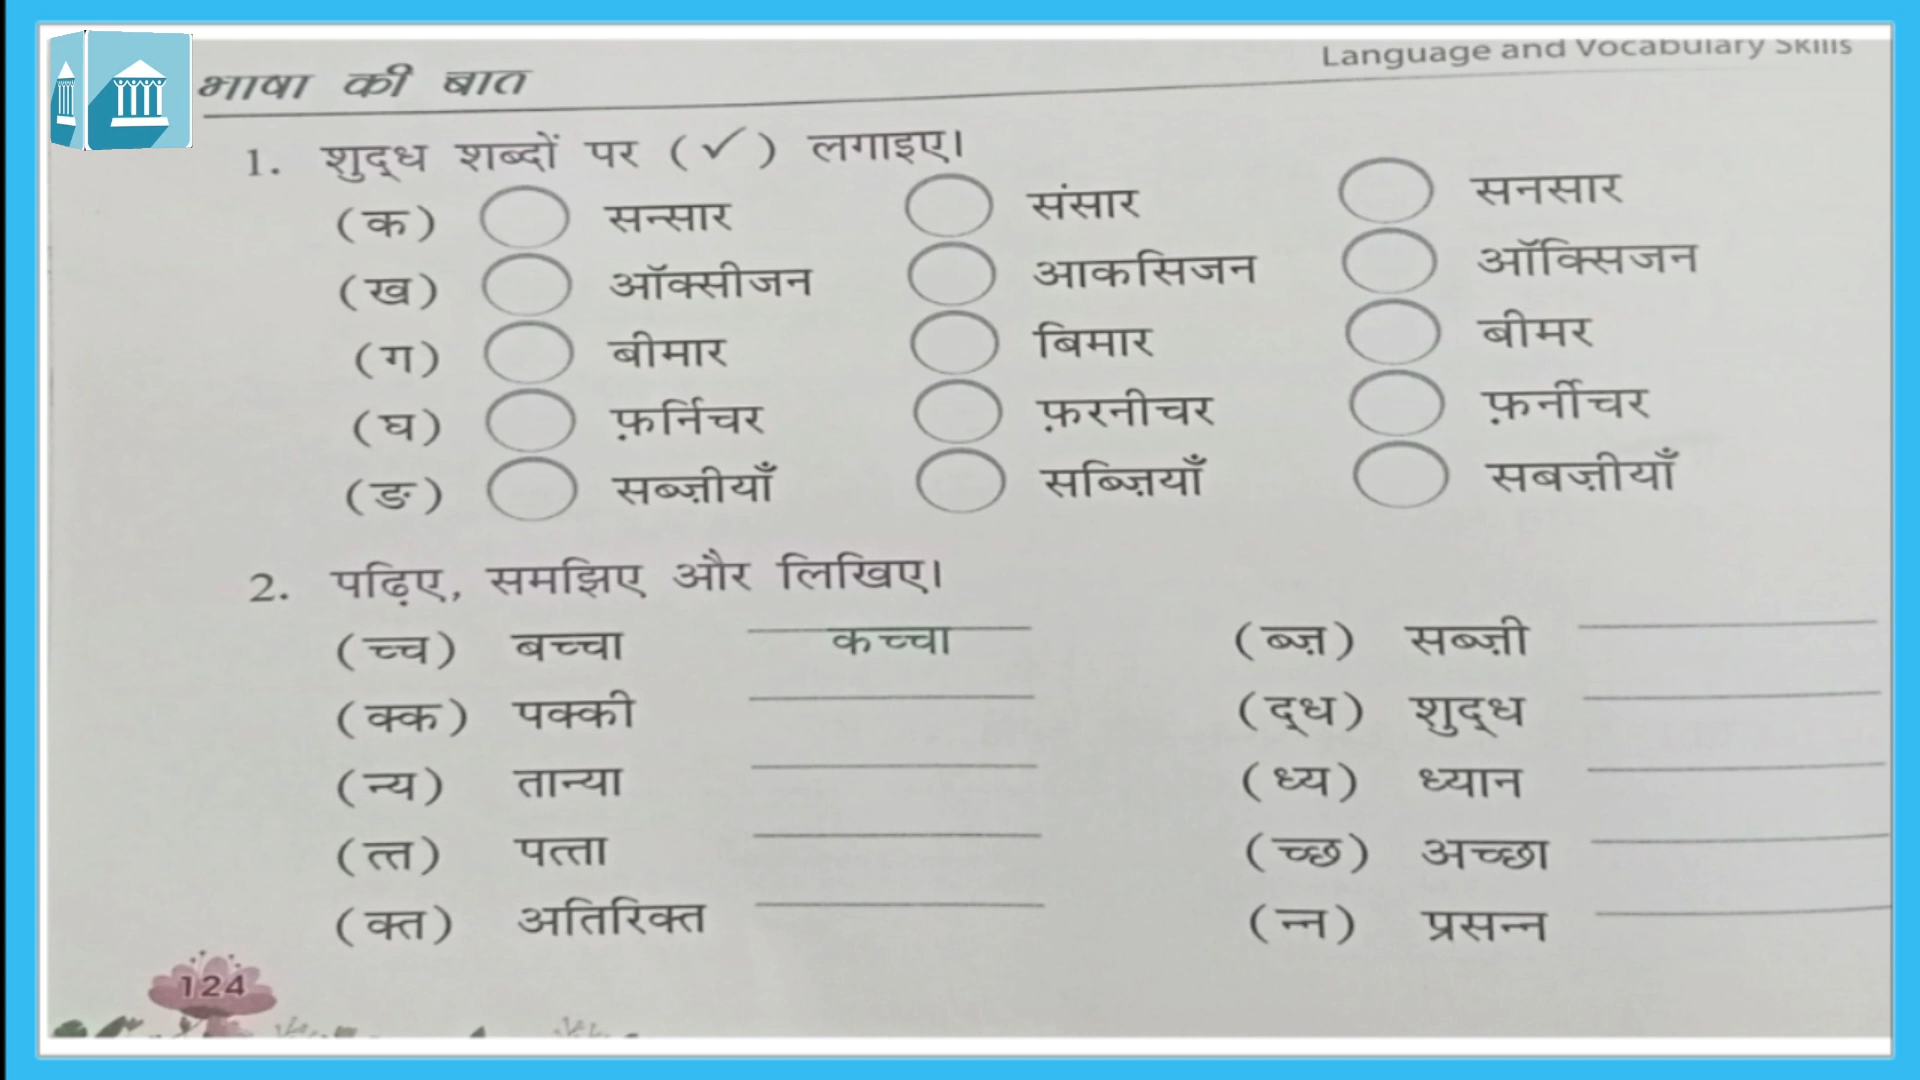 Language and Vocabulary Skills
भाषा की बात
1. शुद्ध शब्दों पर (✓) लगाइए।
(क) सन्सार संसार सनसार
(ख) ऑक्सीजन आकसिजन ऑक्सिजन
(ग) बीमार बिमार बीमर
(घ) फ़र्निचर फ़रनीचर फ़र्नीचर
(ङ) सब्ज़ीयाँ सब्ज़ियाँ सबज़ीयाँ
2. पढ़िए, समझिए और लिखिए।
(च्च) बच्चा कच्चा (ब्ज़) सब्ज़ी
(क्क) पक्की (द्ध) शुद्ध
(न्य) तान्या (ध्य) ध्यान
(त्त) पत्ता (च्छ) अच्छा
(क्त) अतिरिक्त (न्न) प्रसन्न
124